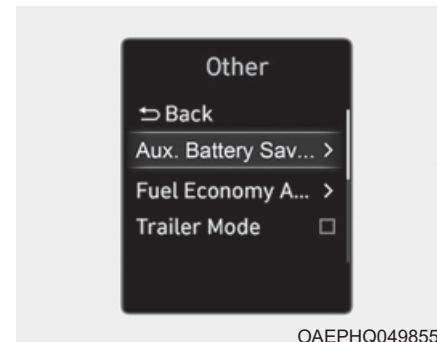 Other
⮌ Back
Aux. Battery Sav... >
Fuel Economy A... >
Trailer Mode ☐
OAEPHQ049855